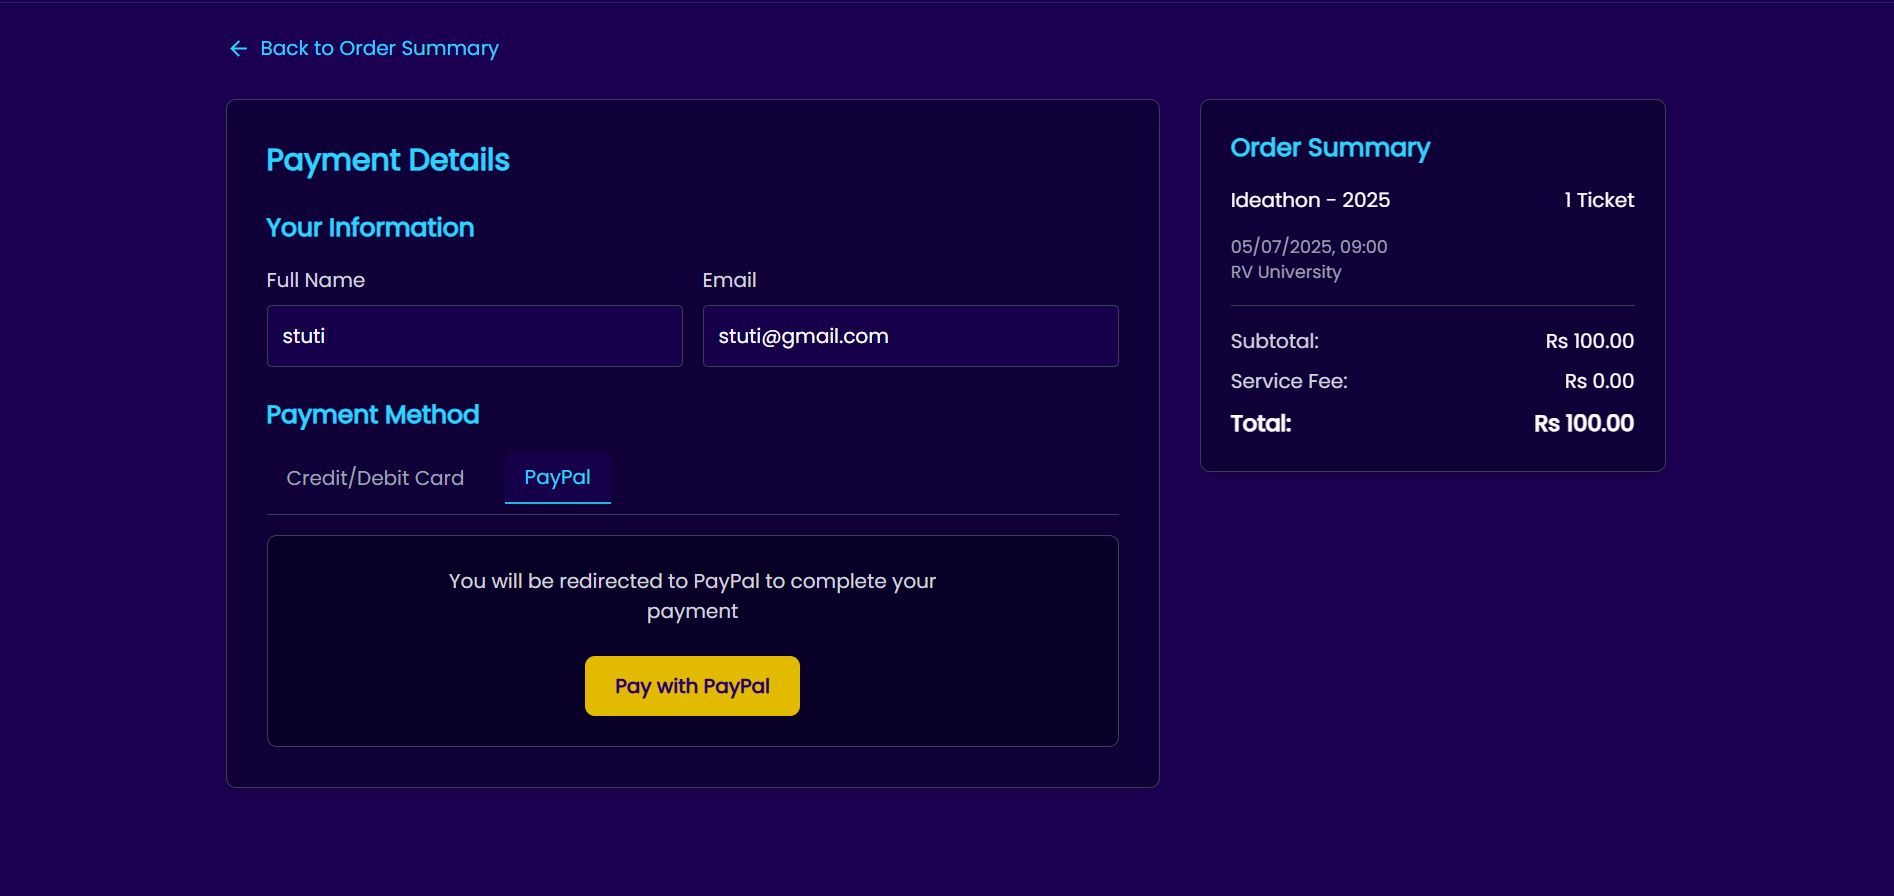 Back to Order Summary
Payment Details
Your Information
Full Name
Email
stuti
stuti@gmail.com
Payment Method
Credit/Debit Card
PayPal
You will be redirected to PayPal to complete your
payment
Pay with PayPal
Order Summary
Ideathon - 2025 1 Ticket
05/07/2025, 09:00
RV University
Subtotal: Rs 100.00
Service Fee: Rs 0.00
Total: Rs 100.00